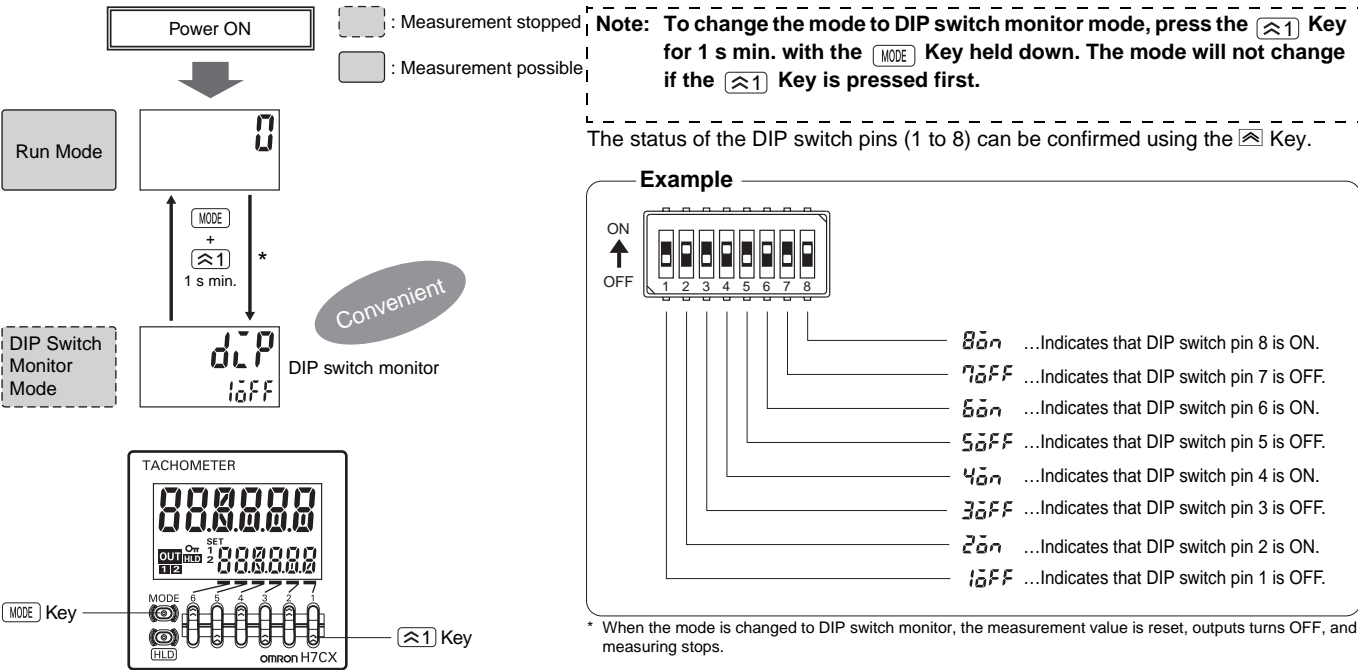 Power ON
: Measurement stopped
: Measurement possible
Run Mode
0
MODE
+
1
1 s min.
*
Convenient
DIP Switch
Monitor
Mode
dip
1off
DIP switch monitor
TACHOMETER
888888
SET
OUT HLD 1
1 2 2 888888
MODE 6 5 4 3 2 1
HLD
OMRON H7CX
MODE Key
1 Key
Note: To change the mode to DIP switch monitor mode, press the 1 Key
for 1 s min. with the MODE Key held down. The mode will not change
if the 1 Key is pressed first.
The status of the DIP switch pins (1 to 8) can be confirmed using the Key.
Example
ON
OFF
1 2 3 4 5 6 7 8
8on …Indicates that DIP switch pin 8 is ON.
7oFF …Indicates that DIP switch pin 7 is OFF.
6on …Indicates that DIP switch pin 6 is ON.
5oFF …Indicates that DIP switch pin 5 is OFF.
4on …Indicates that DIP switch pin 4 is ON.
3oFF …Indicates that DIP switch pin 3 is OFF.
2on …Indicates that DIP switch pin 2 is ON.
1oFF …Indicates that DIP switch pin 1 is OFF.
* When the mode is changed to DIP switch monitor, the measurement value is reset, outputs turns OFF, and
measuring stops.